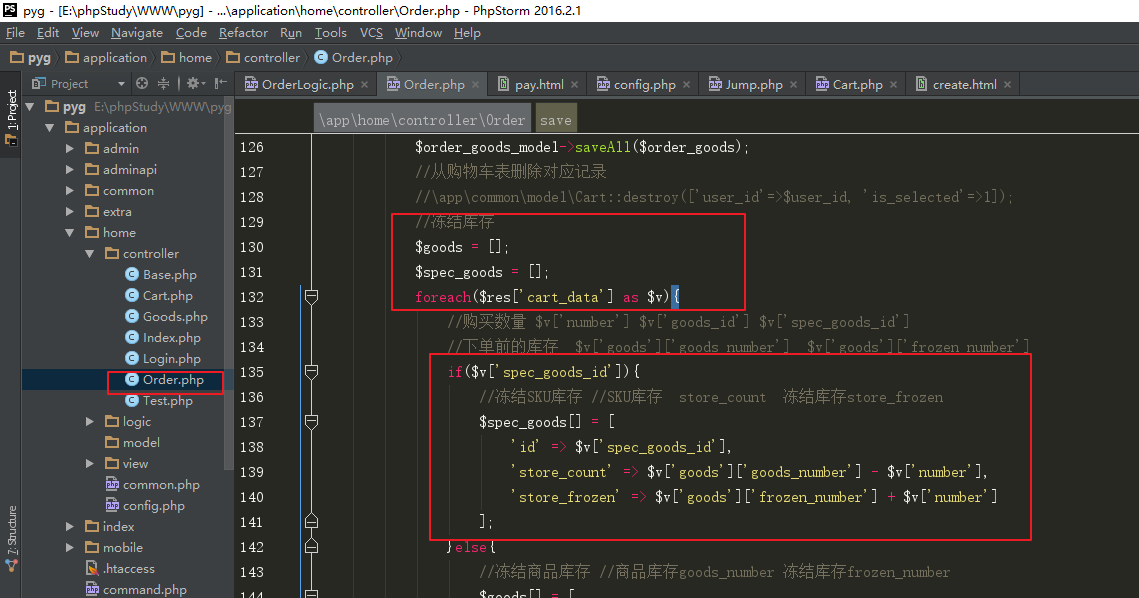 pyg - [E:\phpStudy\WWW\pyg] - ...\application\home\controller\Order.php - PhpStorm 2016.2.1
File Edit View Navigate Code Refactor Run Tools VCS Window Help
pyg application home controller Order.php
Project
OrderLogic.php Order.php pay.html config.php Jump.php Cart.php create.html
1: Project
7: Structure
pyg E:\phpStudy\WWW\pyg
application
admin
adminapi
common
extra
home
controller
Base.php
Cart.php
Goods.php
Index.php
Login.php
Order.php
Test.php
logic
model
view
common.php
config.php
index
mobile
.htaccess
command.php
\app\home\controller\Order save
126 $order_goods_model->saveAll($order_goods);
127 //从购物车表删除对应记录
128 //\app\common\model\Cart::destroy(['user_id'=>$user_id, 'is_selected'=>1]);
129 //冻结库存
130 $goods = [];
131 $spec_goods = [];
132 foreach($res['cart_data'] as $v){
133 //购买数量 $v['number'] $v['goods_id'] $v['spec_goods_id']
134 //下单前的库存 $v['goods']['goods_number'] $v['goods']['frozen_number']
135 if($v['spec_goods_id']){
136 //冻结SKU库存 //SKU库存 store_count 冻结库存store_frozen
137 $spec_goods[] = [
138 'id' => $v['spec_goods_id'],
139 'store_count' => $v['goods']['goods_number'] - $v['number'],
140 'store_frozen' => $v['goods']['frozen_number'] + $v['number']
141 ];
142 }else{
143 //冻结商品库存 //商品库存goods_number 冻结库存frozen_number
144 $goods[] = [